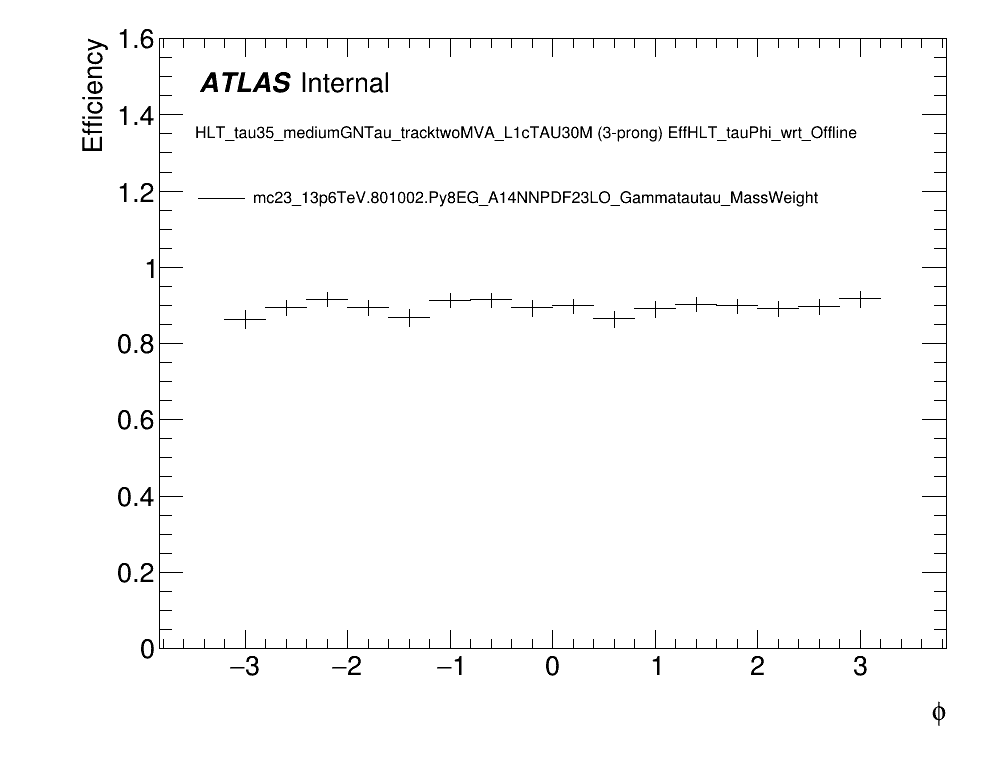 Efficiency
1.6
1.4
1.2
1
0.8
0.6
0.4
0.2
0
ATLAS Internal
HLT_tau35_mediumGNTau_tracktwoMVA_L1cTAU30M (3-prong) EffHLT_tauPhi_wrt_Offline
mc23_13p6TeV.801002.Py8EG_A14NNPDF23LO_Gammatautau_MassWeight
−3 −2 −1 0 1 2 3
ϕ